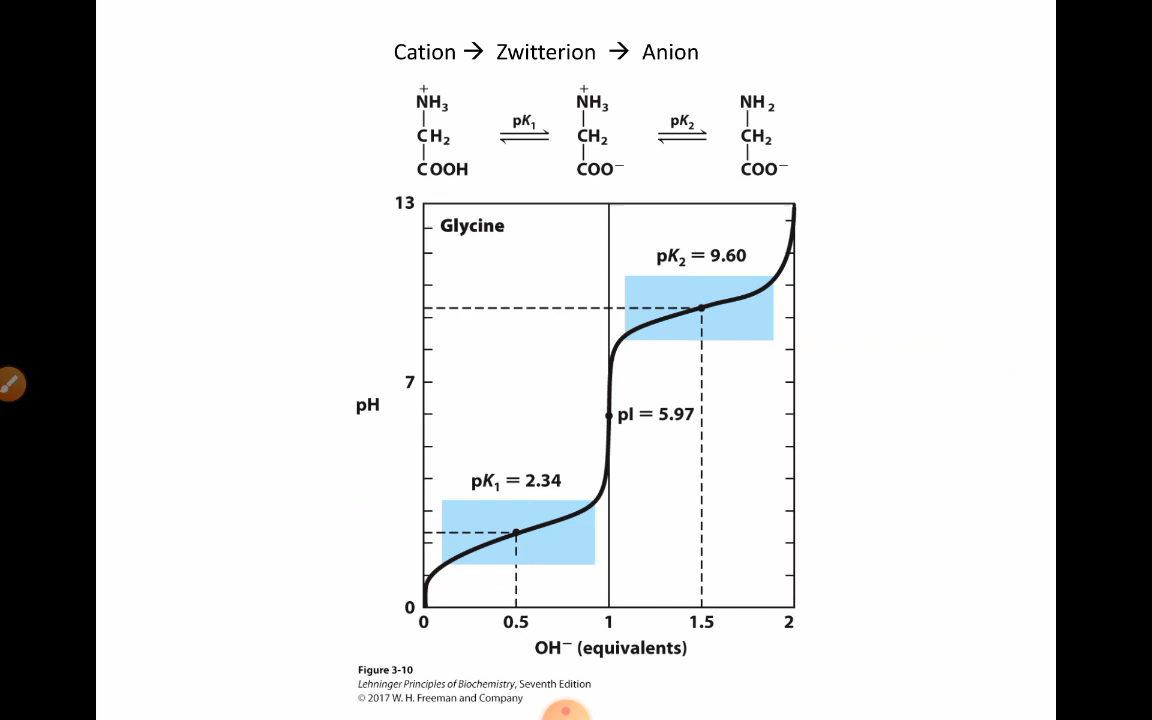 Cation → Zwitterion → Anion
+ +
NH₃ NH₃ NH₂
pK₁ pK₂
CH₂ CH₂ CH₂
COOH COO⁻ COO⁻
13
Glycine
pK₂ = 9.60
7
pH
pI = 5.97
pK₁ = 2.34
0
0 0.5 1 1.5 2
OH⁻ (equivalents)
Figure 3-10
Lehninger Principles of Biochemistry, Seventh Edition
© 2017 W. H. Freeman and Company